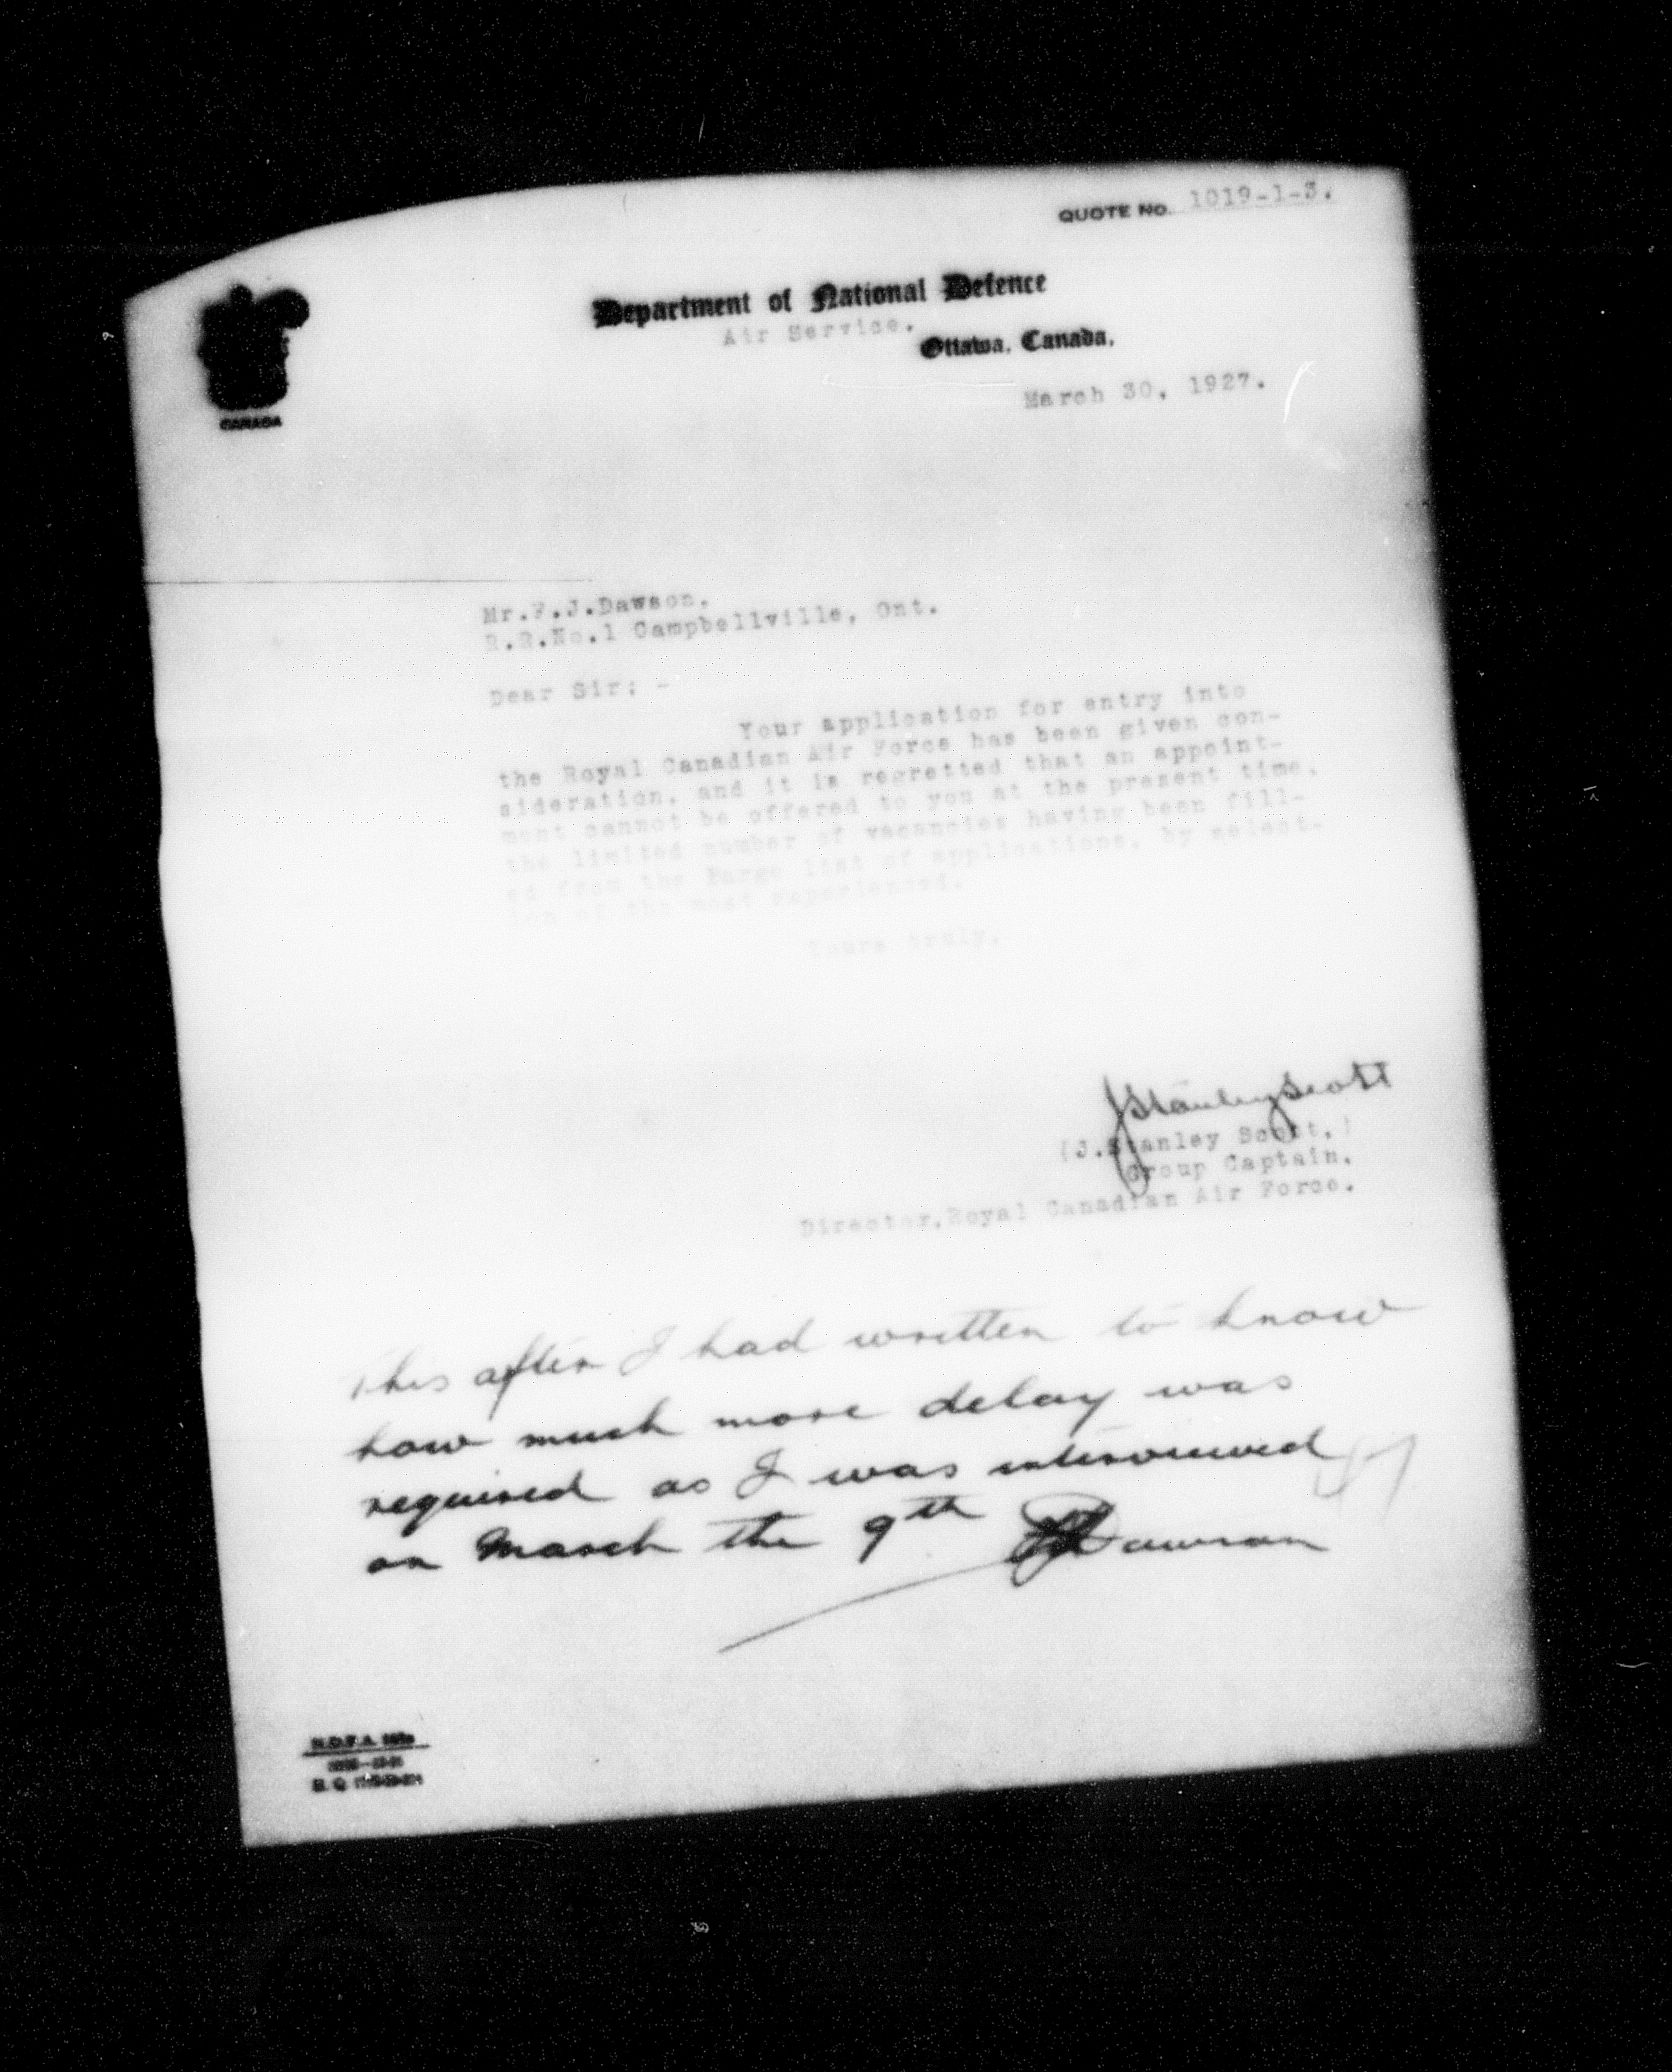 QUOTE NO. 1019-1-3.
Department of National Defence
Air Service.
Ottawa, Canada,
March 30, 1927.
CANADA
Mr.F.J.Dawson,
R.R.No.1 Campbellville, Ont.
Dear Sir; -
Your application for entry into
the Royal Canadian Air Force has been given con-
sideration, and it is regretted that an appoint-
ment cannot be offered to you at the present time,
the limited number of vacancies having been fill-
ed from the large list of applications, by select-
ion of the most experienced.
Yours truly,
J Stanley Scott
(J.Stanley Scott,)
Group Captain,
Director,Royal Canadian Air Force.
This after I had written to know
how much more delay was
required as I was interviewed
on March the 9th Dawson
N.D.F.A.
H. Q.